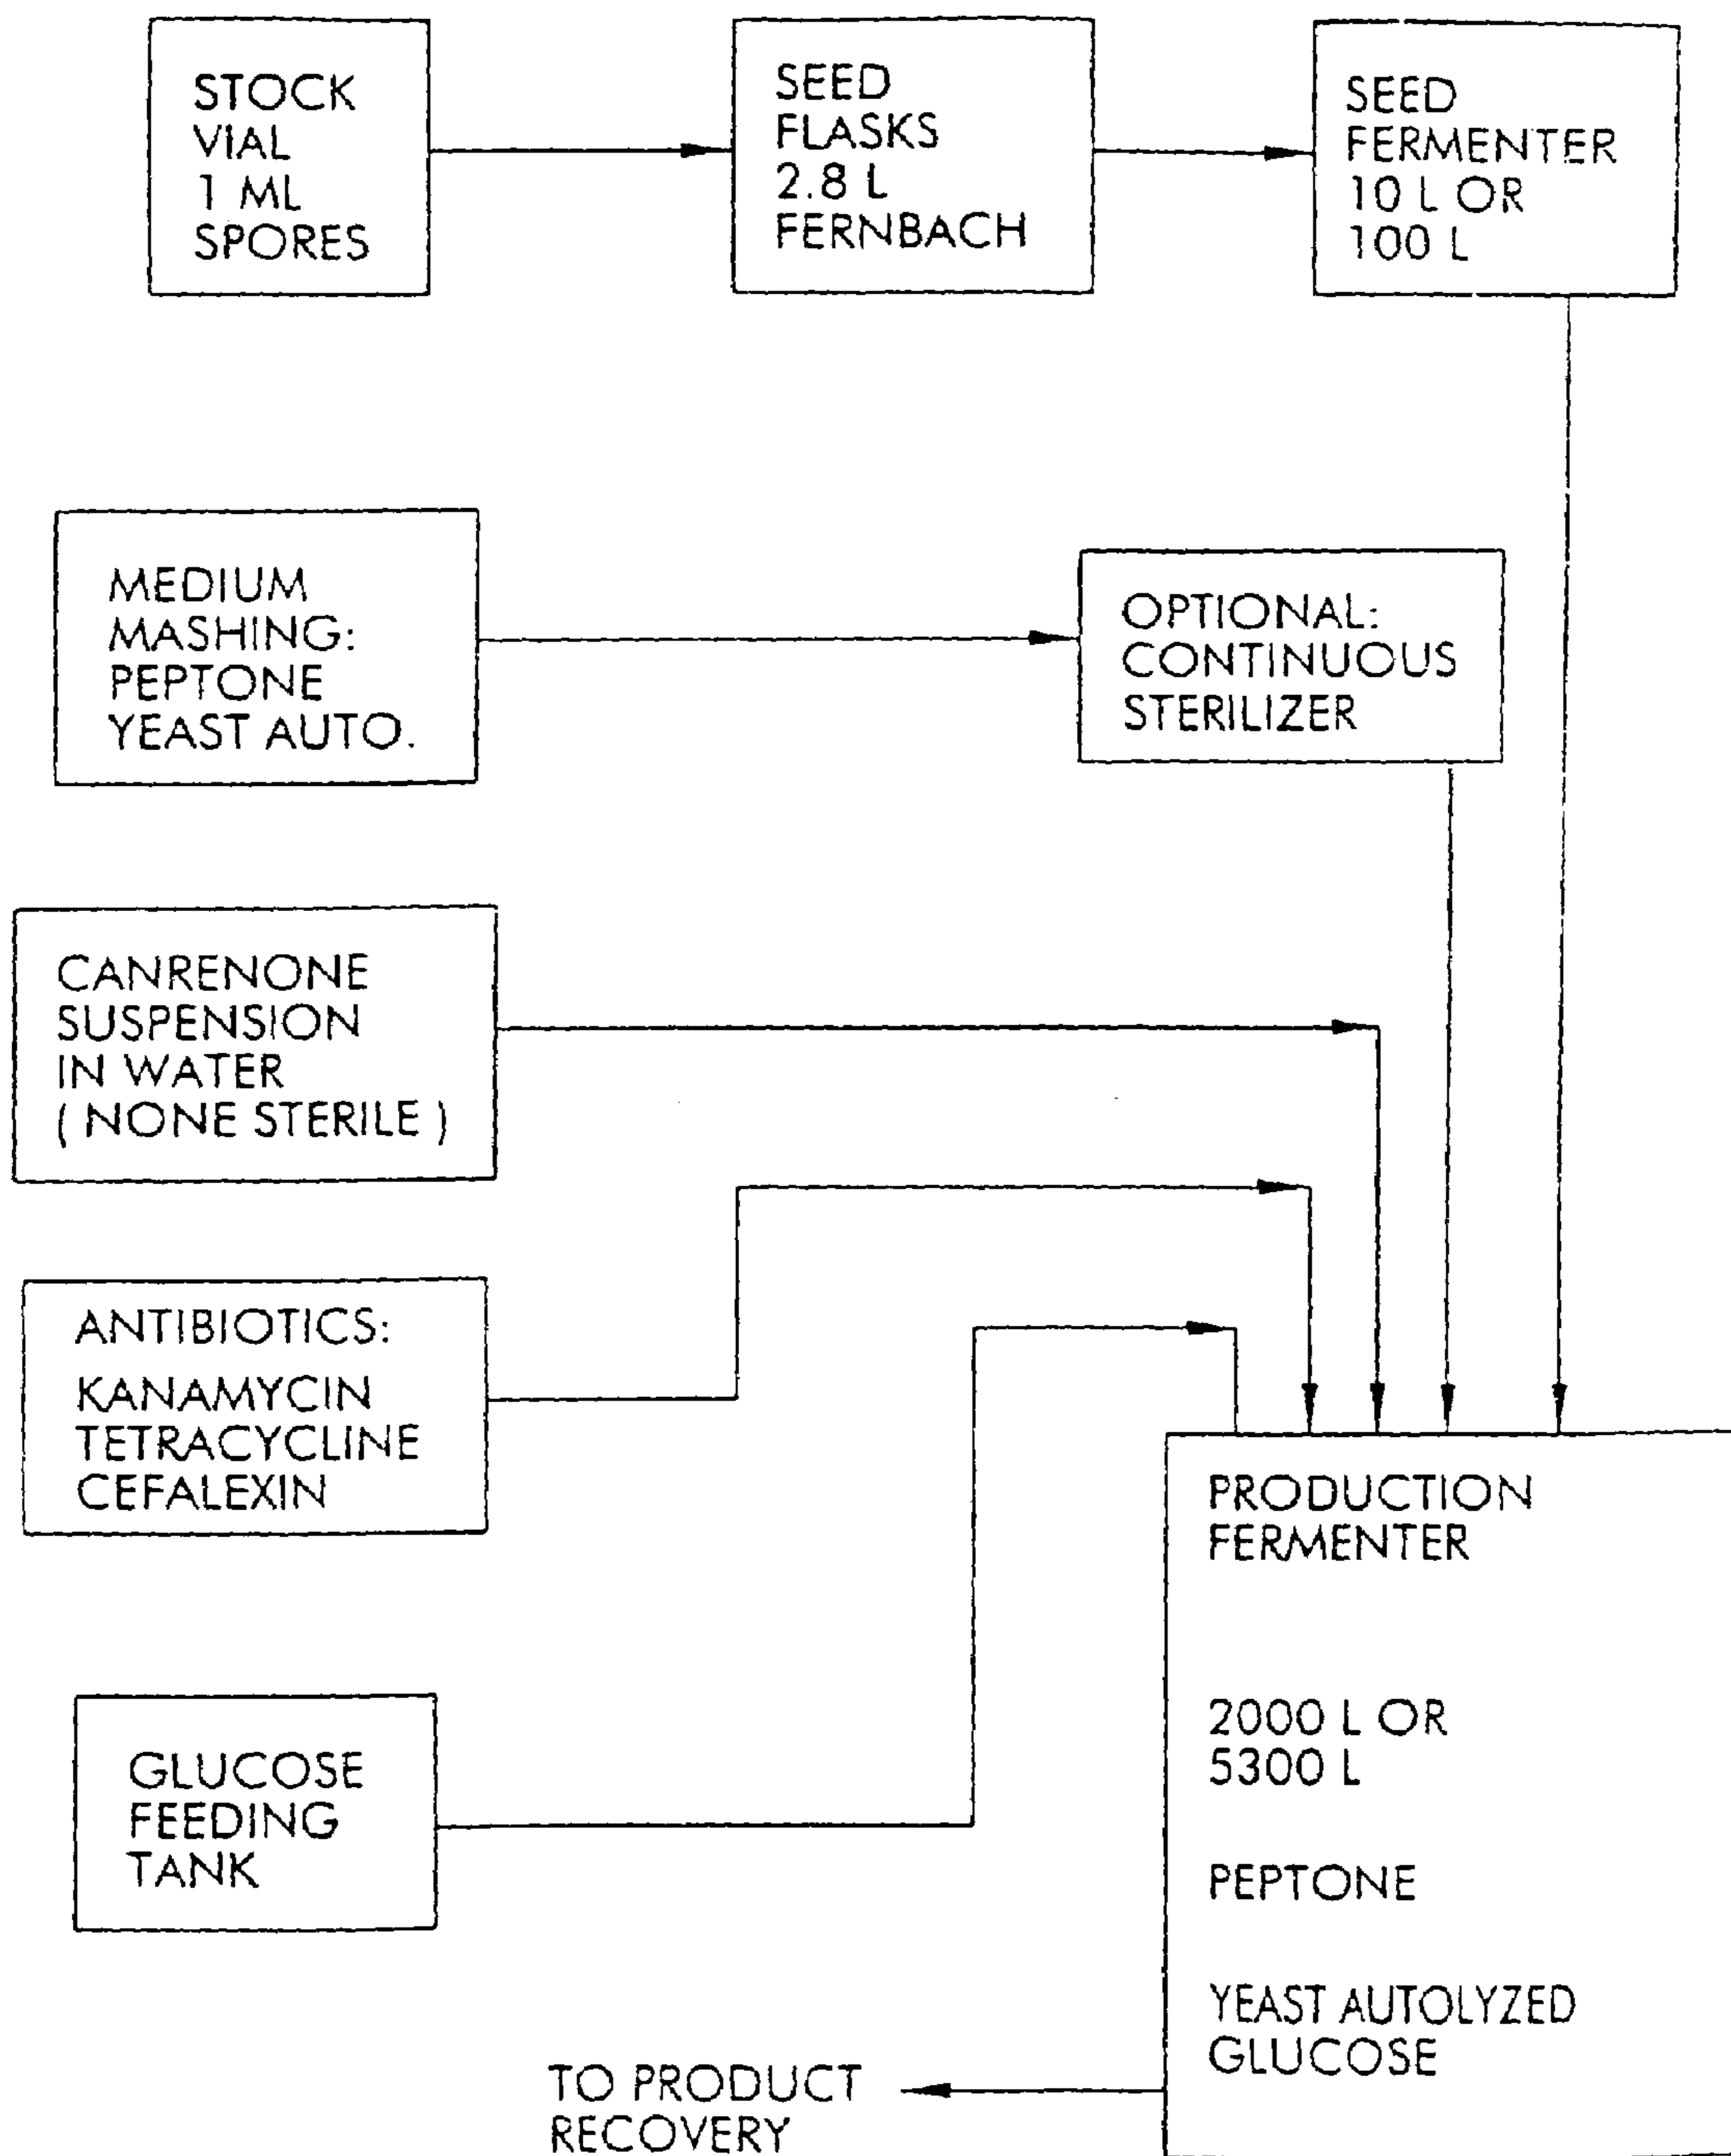 STOCK
VIAL
1 ML
SPORES
SEED
FLASKS
2.8 L
FERNBACH
SEED
FERMENTER
10 L OR
100 L
MEDIUM
MASHING:
PEPTONE
YEAST AUTO.
OPTIONAL:
CONTINUOUS
STERILIZER
CANRENONE
SUSPENSION
IN WATER
( NONE STERILE )
ANTIBIOTICS:
KANAMYCIN
TETRACYCLINE
CEFALEXIN
GLUCOSE
FEEDING
TANK
PRODUCTION
FERMENTER
2000 L OR
5300 L
PEPTONE
YEAST AUTOLYZED
GLUCOSE
TO PRODUCT
RECOVERY